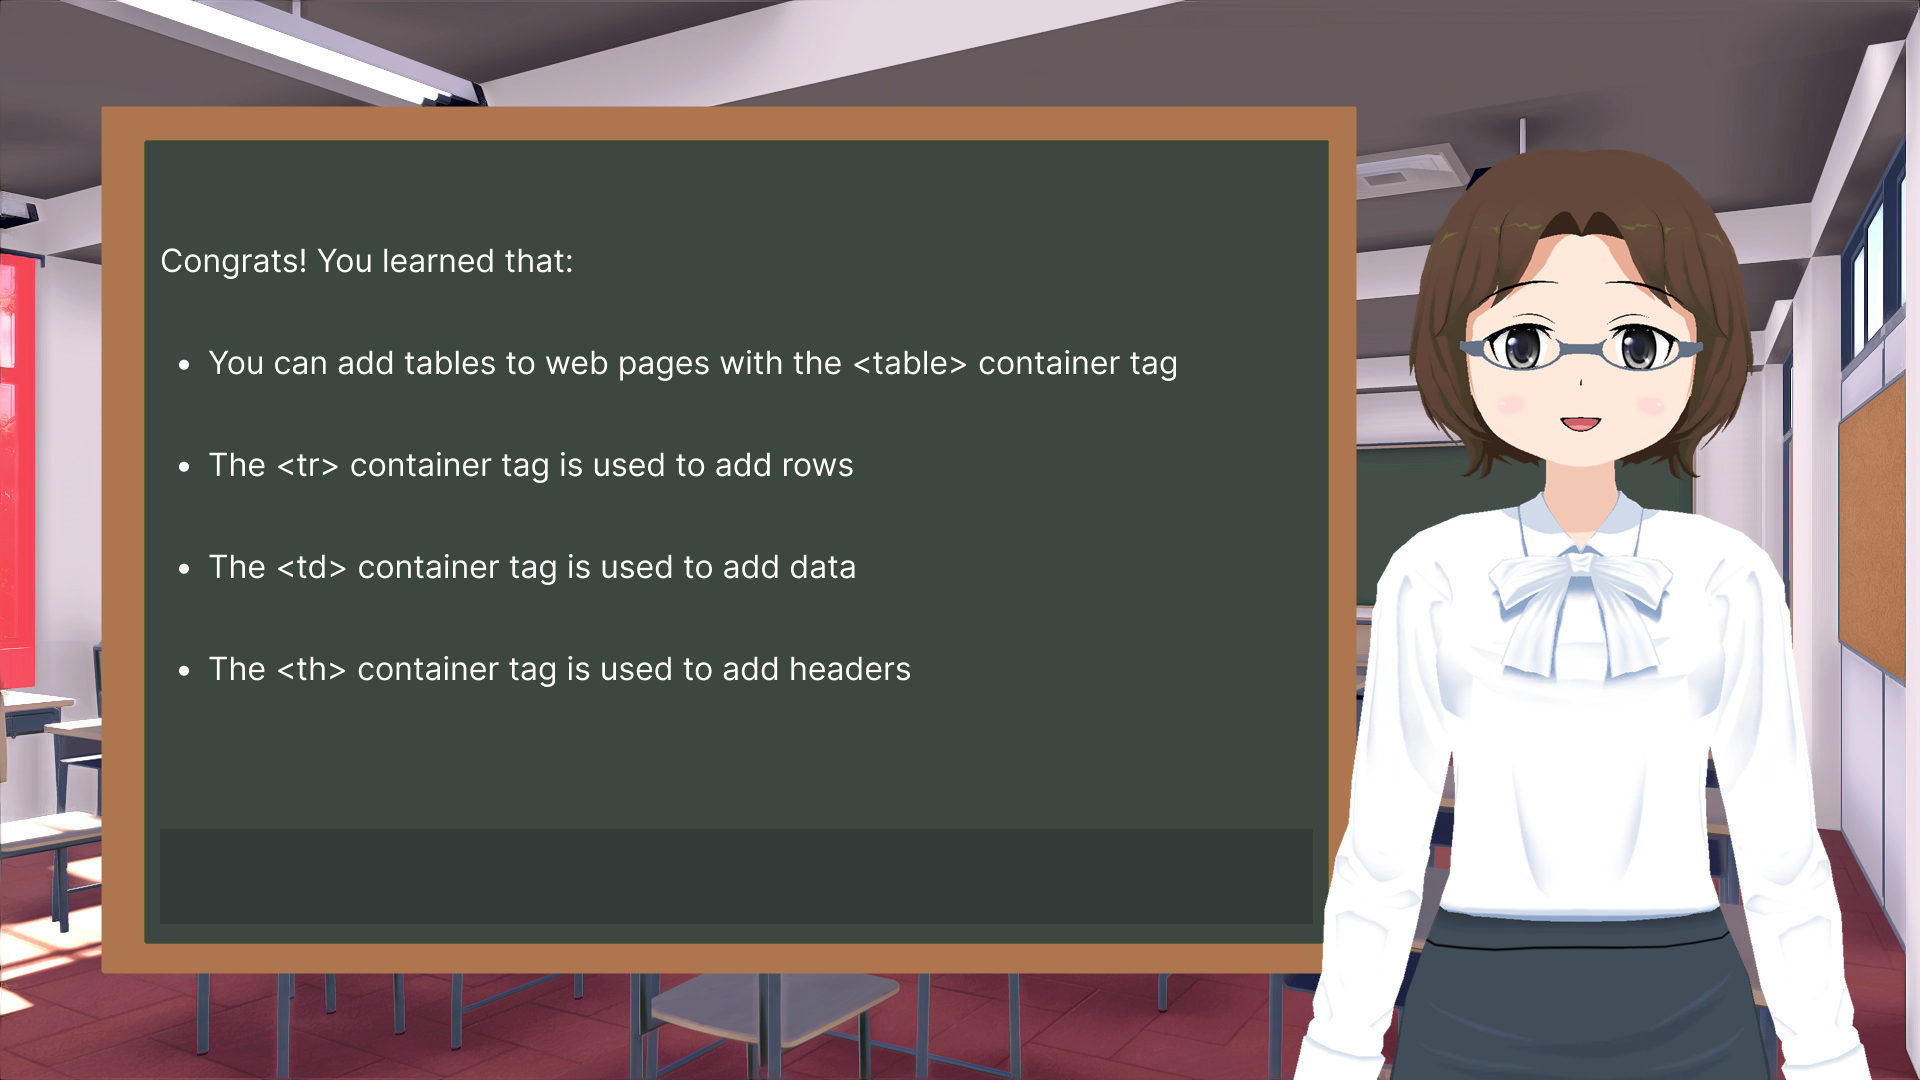 Congrats! You learned that:
• You can add tables to web pages with the <table> container tag
• The <tr> container tag is used to add rows
• The <td> container tag is used to add data
• The <th> container tag is used to add headers